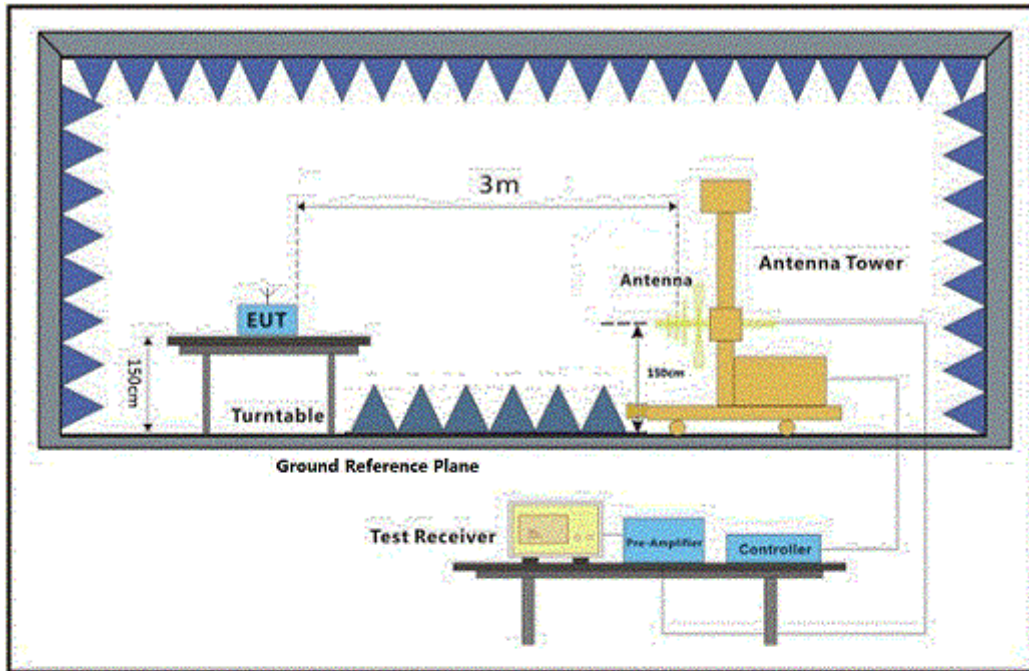 3m
Antenna
Antenna Tower
EUT
150cm
150cm
Turntable
Ground Reference Plane
Test Receiver
Pre-Amplifier
Controller